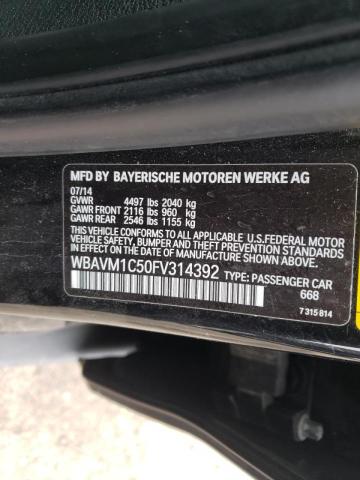 MFD BY BAYERISCHE MOTOREN WERKE AG
07/14
GVWR 4497 lbs 2040 kg
GAWR FRONT 2116 lbs 960 kg
GAWR REAR 2546 lbs 1155 kg
THIS VEHICLE CONFORMS TO ALL APPLICABLE U.S.FEDERAL MOTOR
VEHICLE SAFETY, BUMPER, AND THEFT PREVENTION STANDARDS
IN EFFECT ON THE DATE OF MANUFACTURE SHOWN ABOVE.
WBAVM1C50FV314392 TYPE: PASSENGER CAR
668
7 315 814